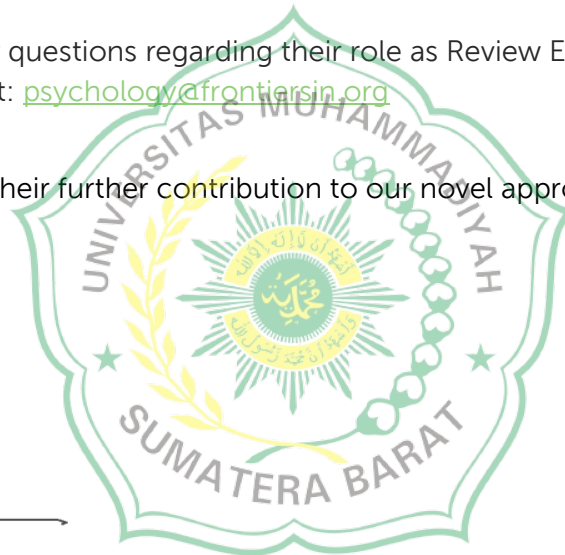 questions regarding their role as Review E
t: psychology@frontiersin.org
heir further contribution to our novel appro
UNIVERSITAS MUHAMMADIYAH
SUMATERA BARAT
محمدية